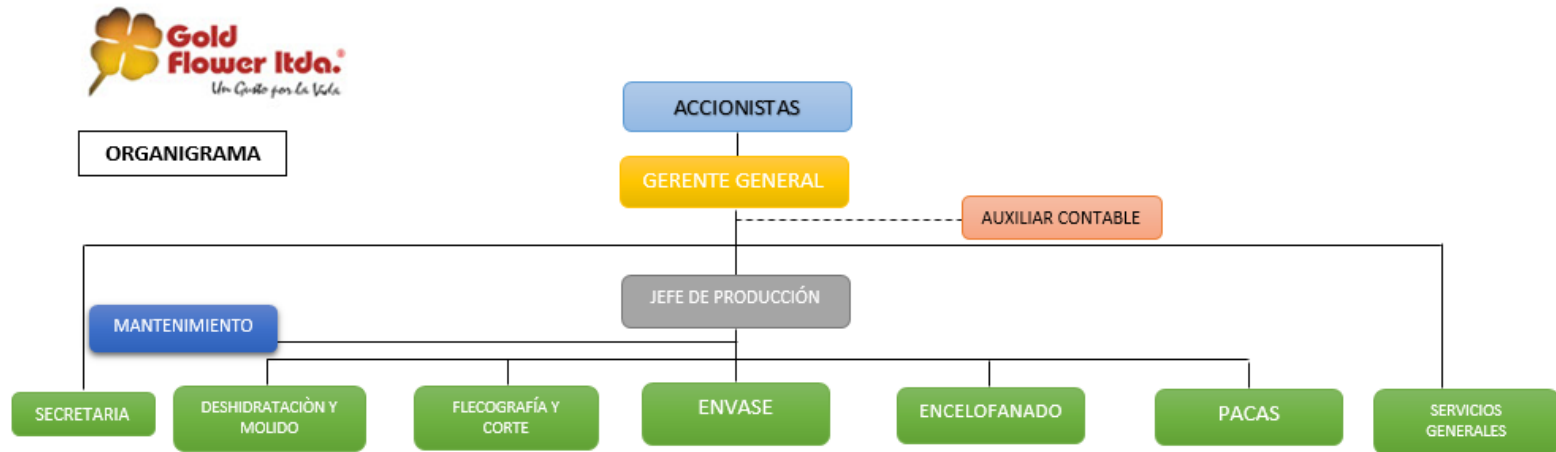 Gold
Flower ltda.®
Un Gusto por la Vida
ORGANIGRAMA
ACCIONISTAS
GERENTE GENERAL
AUXILIAR CONTABLE
JEFE DE PRODUCCIÓN
MANTENIMIENTO
SECRETARIA
DESHIDRATACIÒN Y
MOLIDO
FLECOGRAFÍA Y
CORTE
ENVASE
ENCELOFANADO
PACAS
SERVICIOS
GENERALES